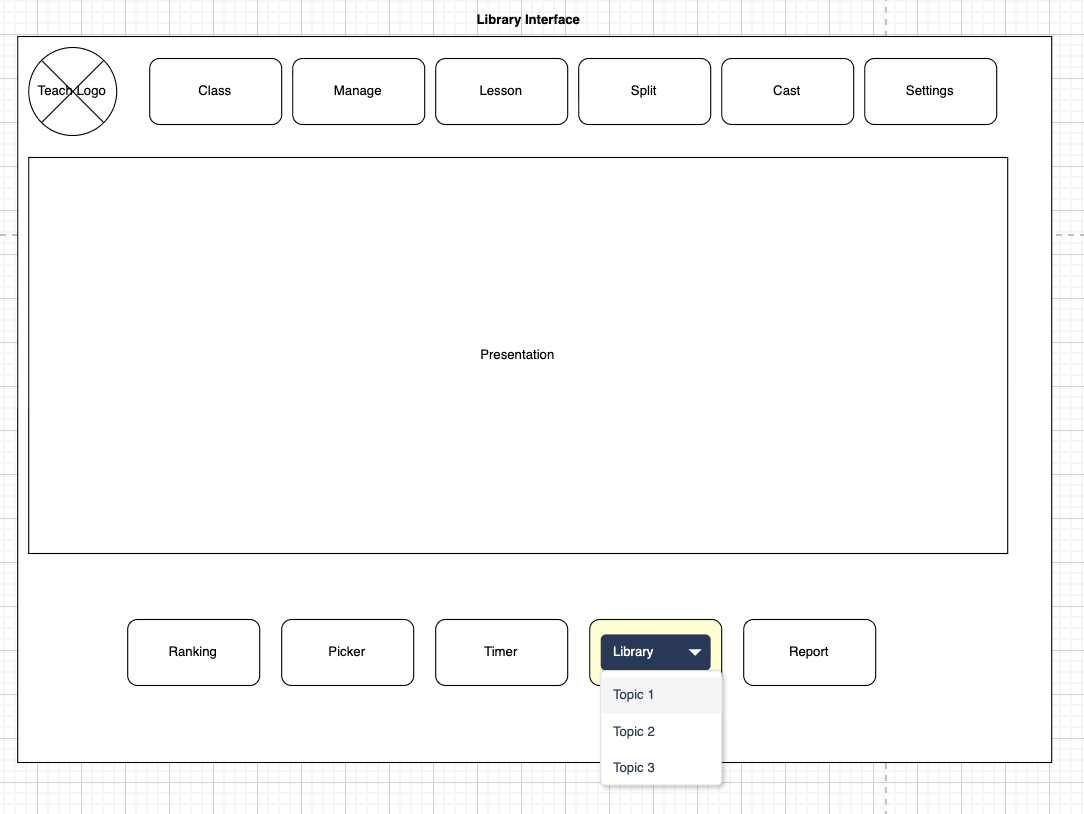 Library Interface
Teach Logo
Class
Manage
Lesson
Split
Cast
Settings
Presentation
Ranking
Picker
Timer
Library
Report
Topic 1
Topic 2
Topic 3